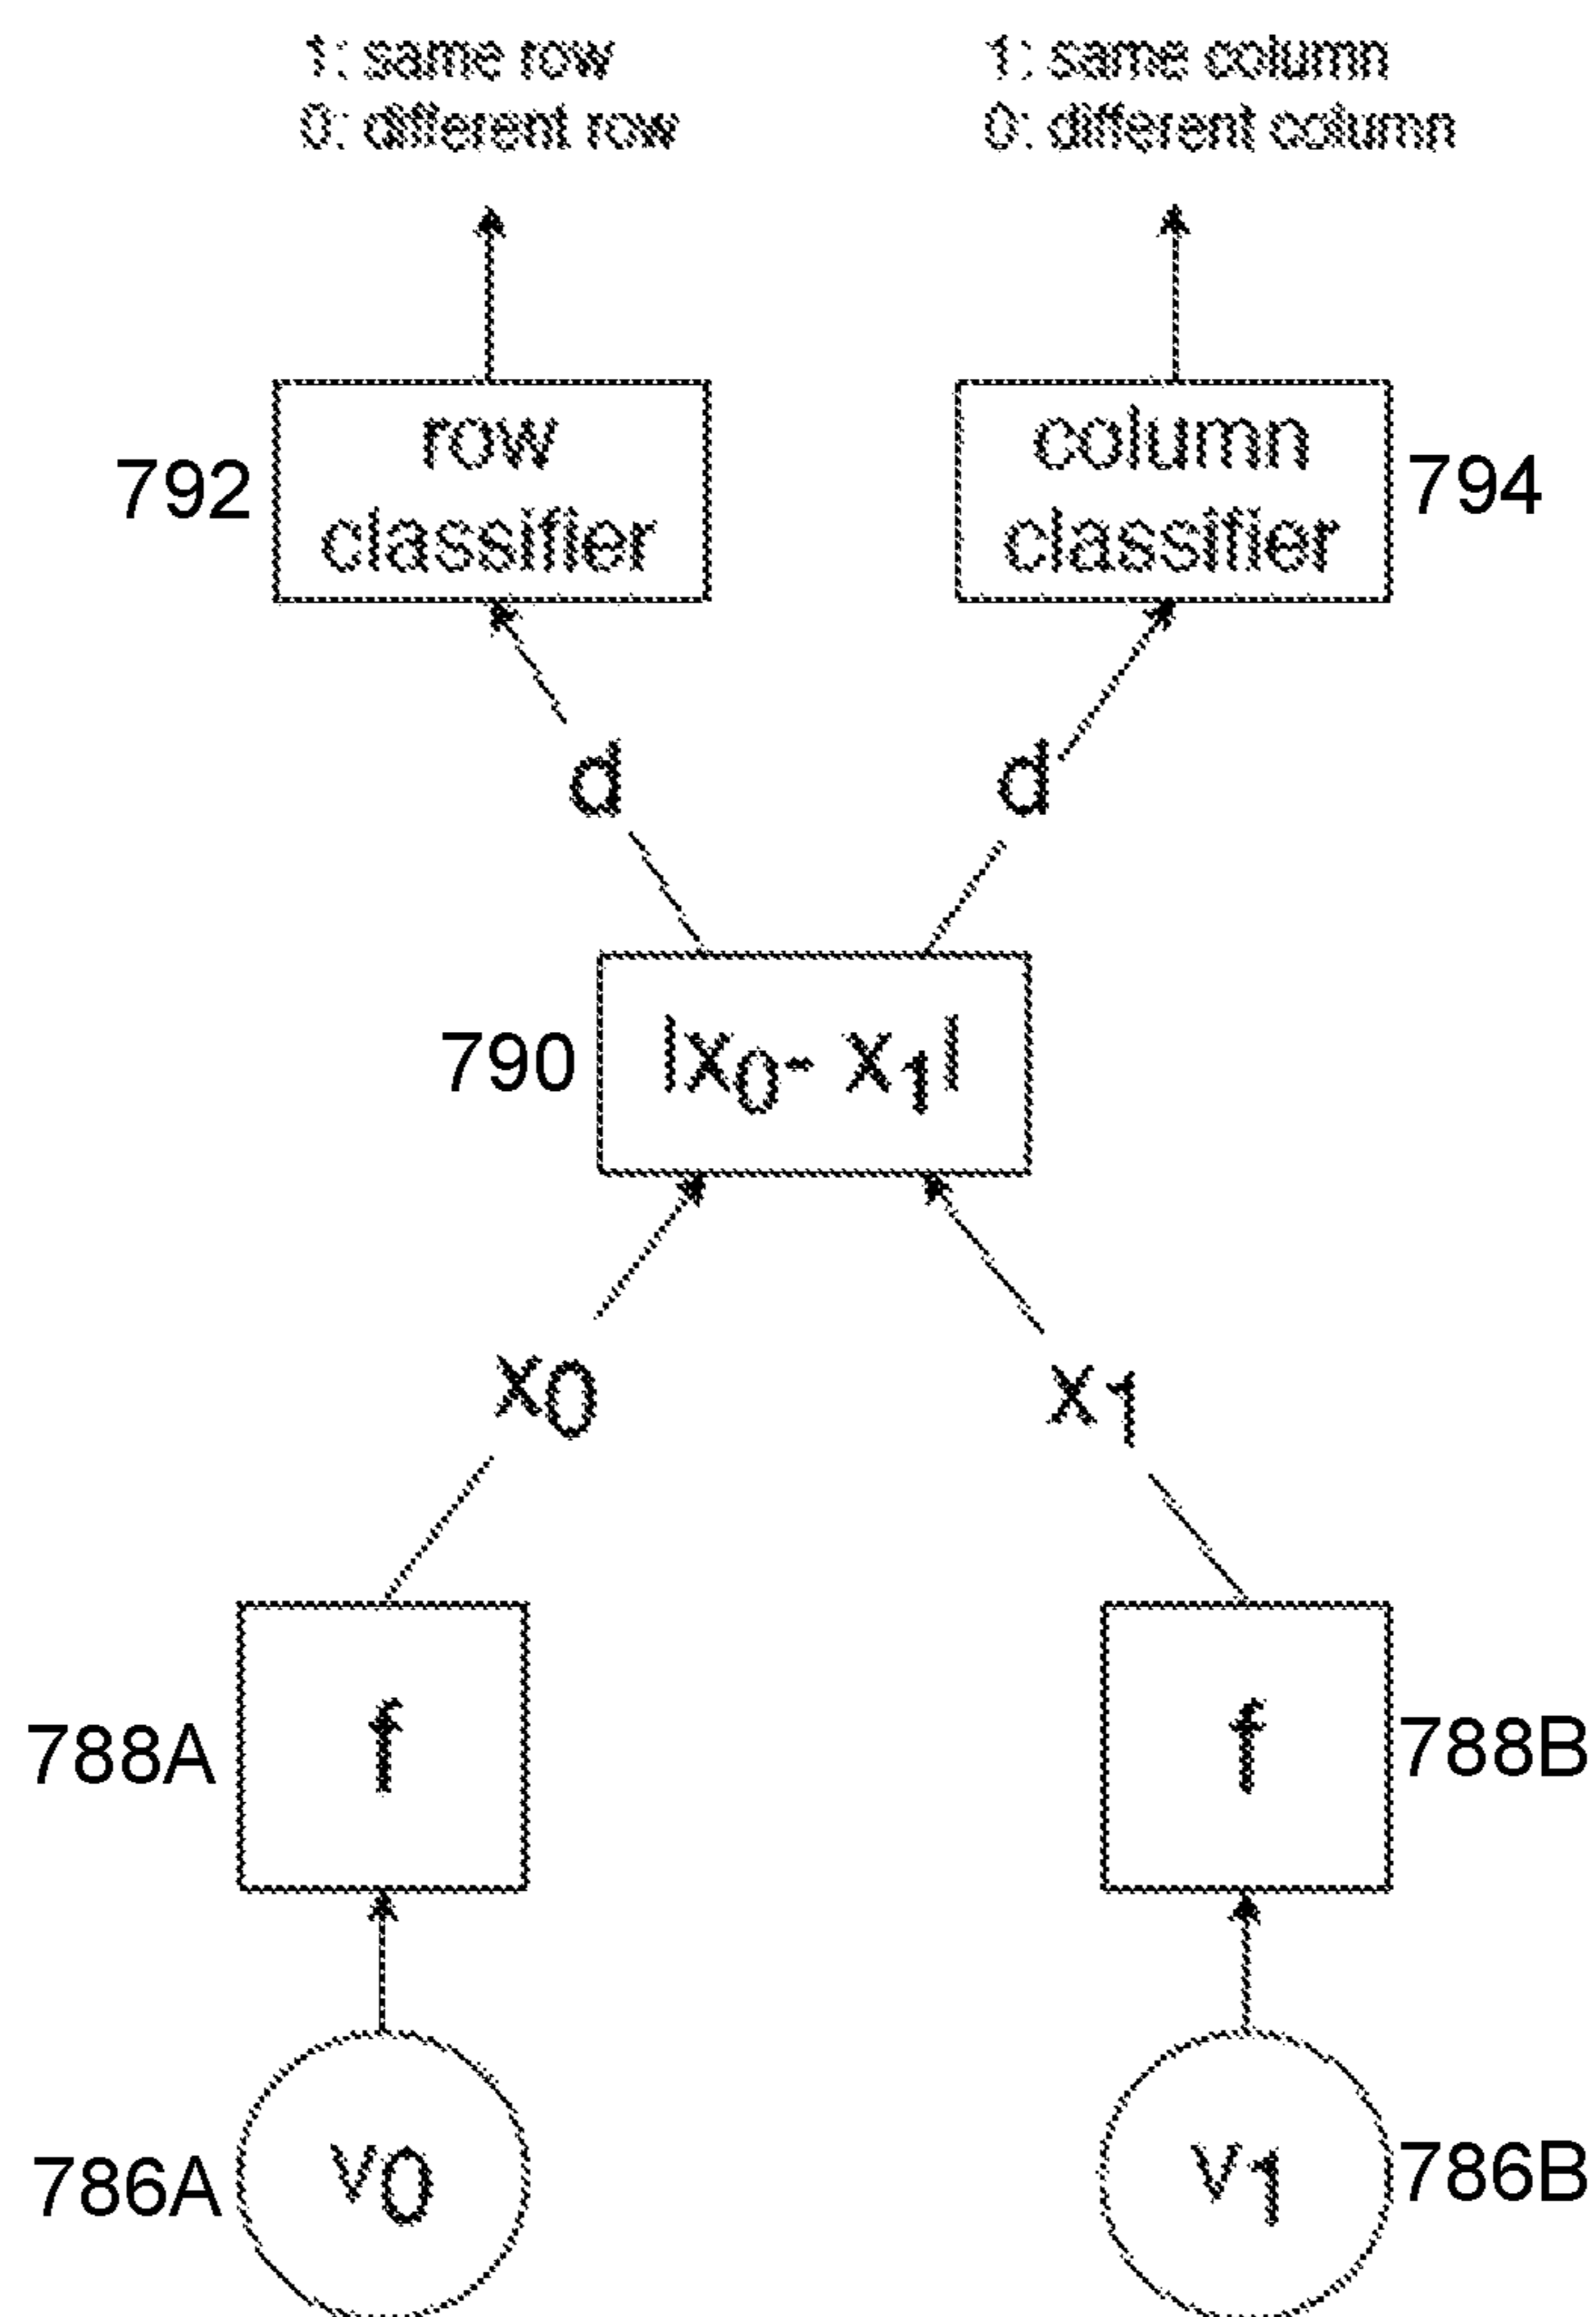 1: same row
0: different row
1: same column
0: different column
792
row
classifier
column
classifier
794
d
d
790
|x0- x1|
x0
x1
788A
f
f
788B
786A
v0
v1
786B